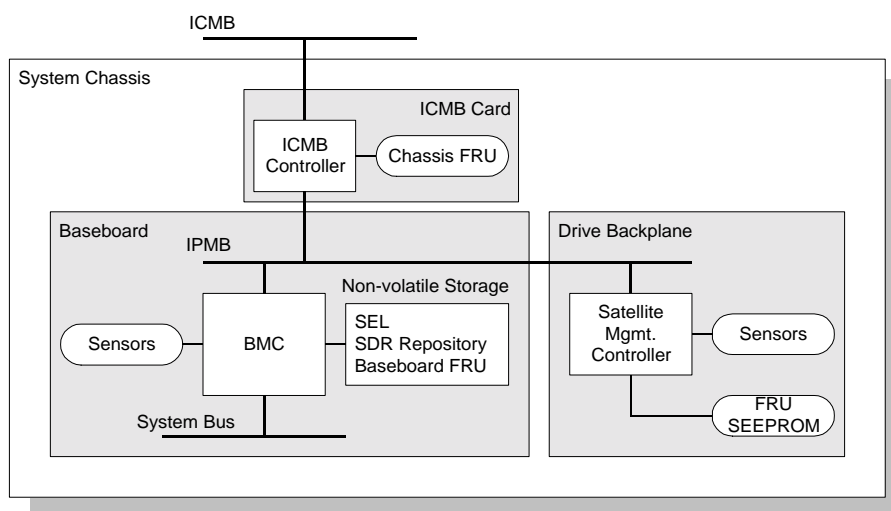 ICMB
System Chassis
ICMB Card
ICMB
Controller
Chassis FRU
Baseboard
IPMB
Non-volatile Storage
Sensors
BMC
SEL
SDR Repository
Baseboard FRU
System Bus
Drive Backplane
Satellite
Mgmt.
Controller
Sensors
FRU
SEEPROM